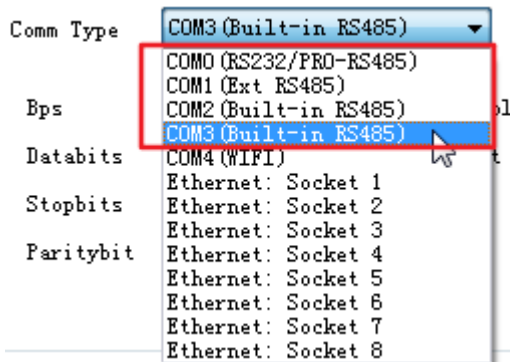 Comm Type COM3(Built-in RS485)
COM0(RS232/PRO-RS485)
COM1(Ext RS485)
Bps COM2(Built-in RS485)
COM3(Built-in RS485)
Databits COM4(WIFI) t
Ethernet: Socket 1
Stopbits Ethernet: Socket 2
Ethernet: Socket 3
Paritybit Ethernet: Socket 4
Ethernet: Socket 5
Ethernet: Socket 6
Ethernet: Socket 7
Ethernet: Socket 8